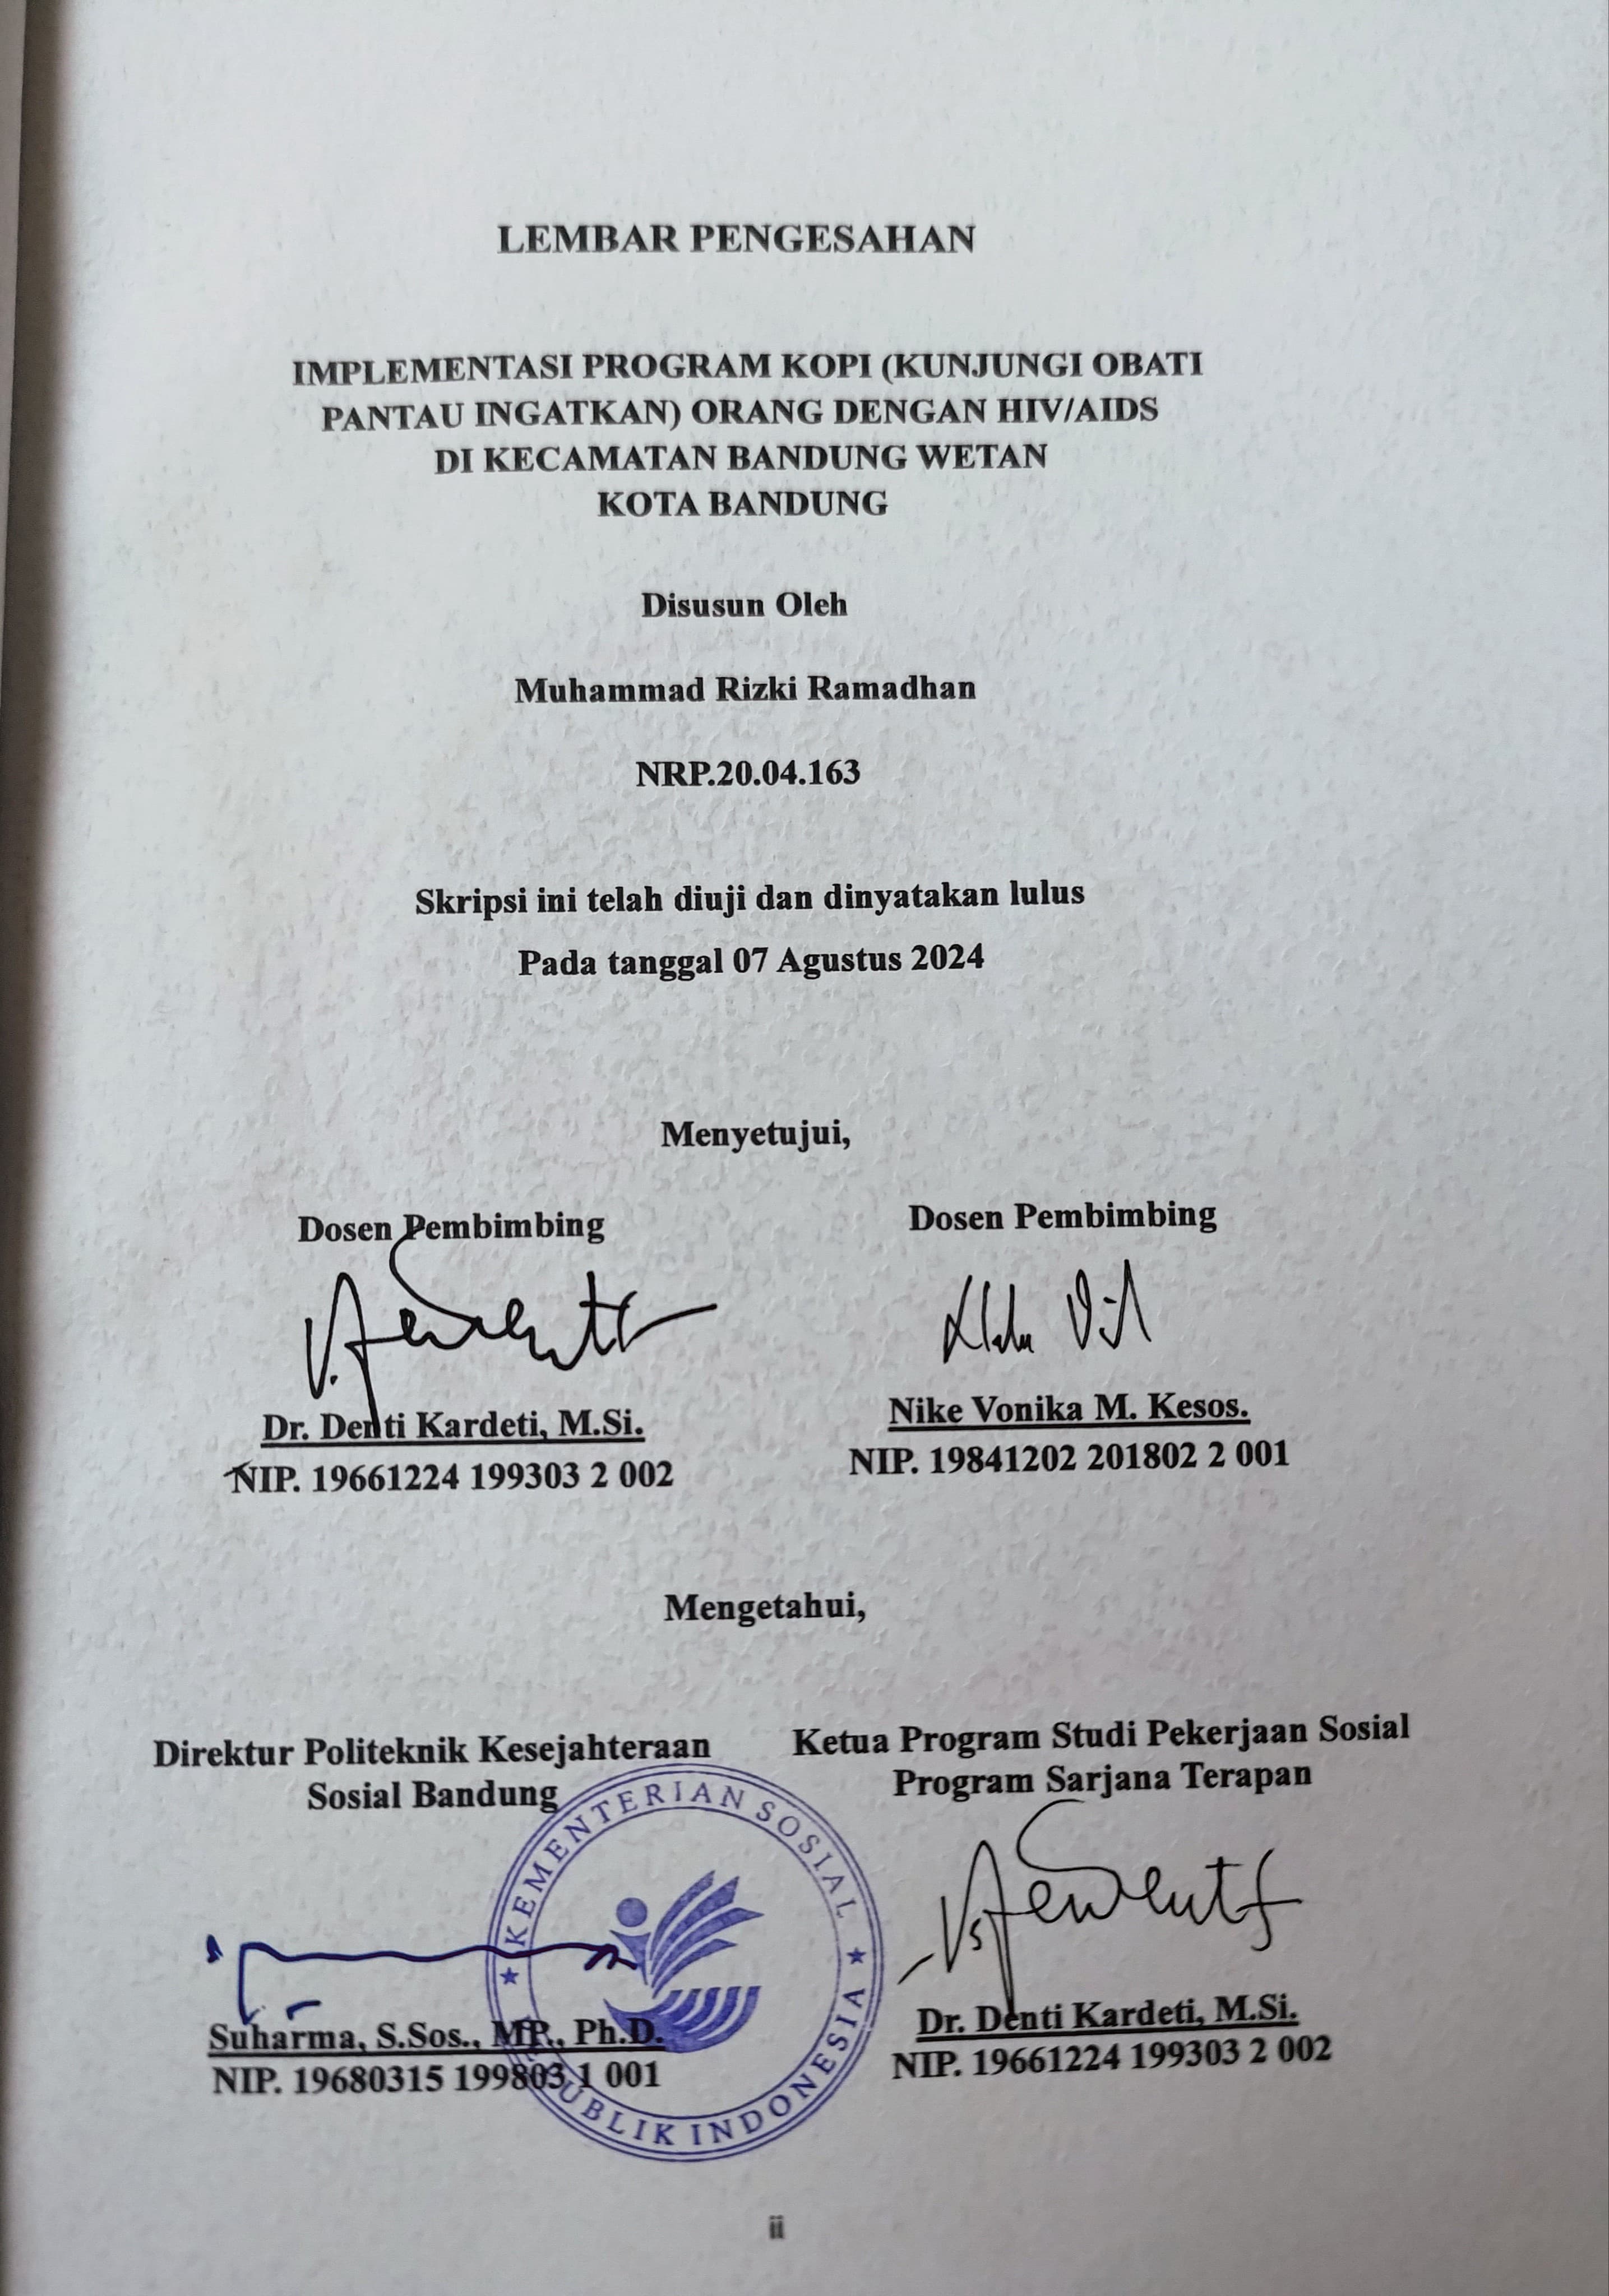 LEMBAR PENGESAHAN
IMPLEMENTASI PROGRAM KOPI (KUNJUNGI OBATI
PANTAU INGATKAN) ORANG DENGAN HIV/AIDS
DI KECAMATAN BANDUNG WETAN
KOTA BANDUNG
Disusun Oleh
Muhammad Rizki Ramadhan
NRP.20.04.163
Skripsi ini telah diuji dan dinyatakan lulus
Pada tanggal 07 Agustus 2024
Menyetujui,
Dosen Pembimbing
Dr. Denti Kardeti, M.Si.
NIP. 19661224 199303 2 002
Dosen Pembimbing
Nike Vonika M. Kesos.
NIP. 19841202 201802 2 001
Mengetahui,
Direktur Politeknik Kesejahteraan
Sosial Bandung
Suharma, S.Sos., MP., Ph.D.
NIP. 19680315 199803 1 001
KEMENTERIAN SOSIAL
REPUBLIK INDONESIA
Ketua Program Studi Pekerjaan Sosial
Program Sarjana Terapan
Dr. Denti Kardeti, M.Si.
NIP. 19661224 199303 2 002
ii